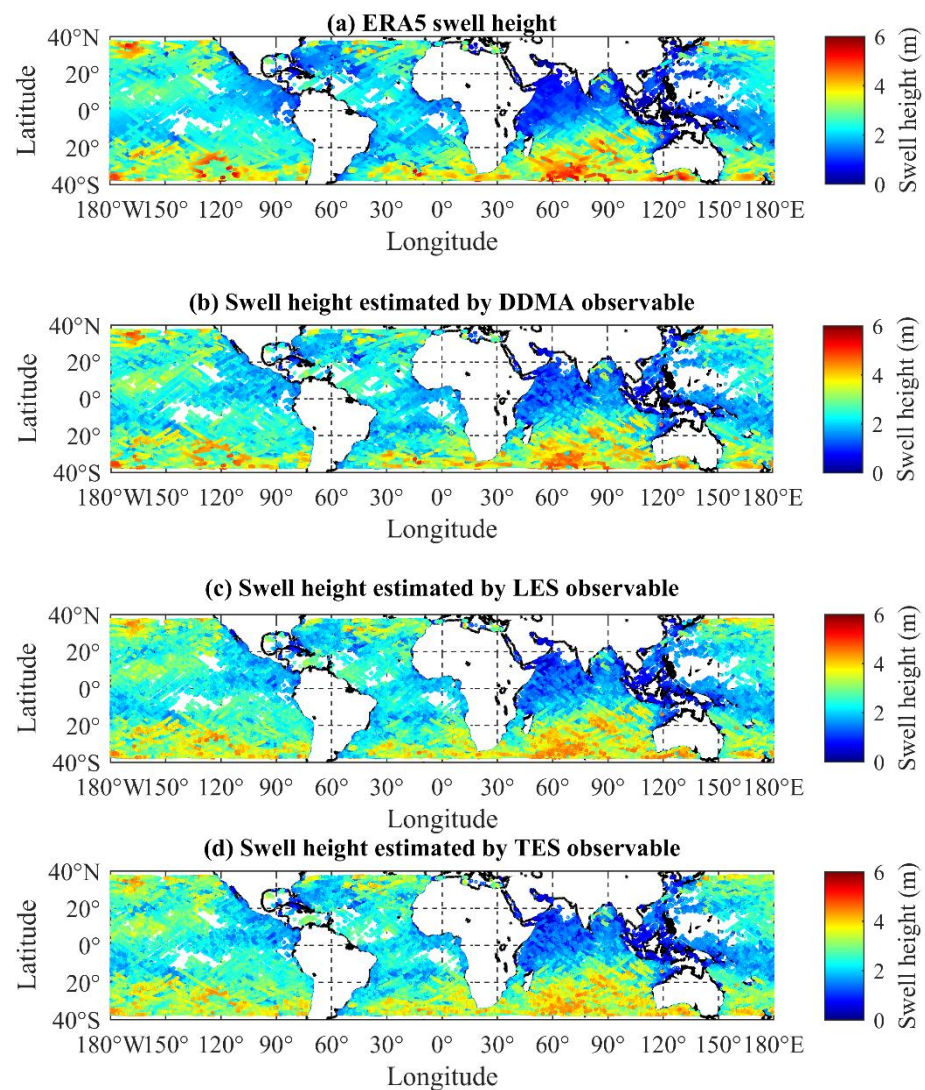 (a) ERA5 swell height
40°N
20°
0°
20°
40°S
Latitude
180°W150° 120° 90° 60° 30° 0° 30° 60° 90° 120° 150° 180°E
Longitude
6
4
2
0
Swell height (m)
(b) Swell height estimated by DDMA observable
40°N
20°
0°
20°
40°S
Latitude
180°W150° 120° 90° 60° 30° 0° 30° 60° 90° 120° 150° 180°E
Longitude
6
4
2
0
Swell height (m)
(c) Swell height estimated by LES observable
40°N
20°
0°
20°
40°S
Latitude
180°W150° 120° 90° 60° 30° 0° 30° 60° 90° 120° 150° 180°E
Longitude
6
4
2
0
Swell height (m)
(d) Swell height estimated by TES observable
40°N
20°
0°
20°
40°S
Latitude
180°W150° 120° 90° 60° 30° 0° 30° 60° 90° 120° 150° 180°E
Longitude
6
4
2
0
Swell height (m)